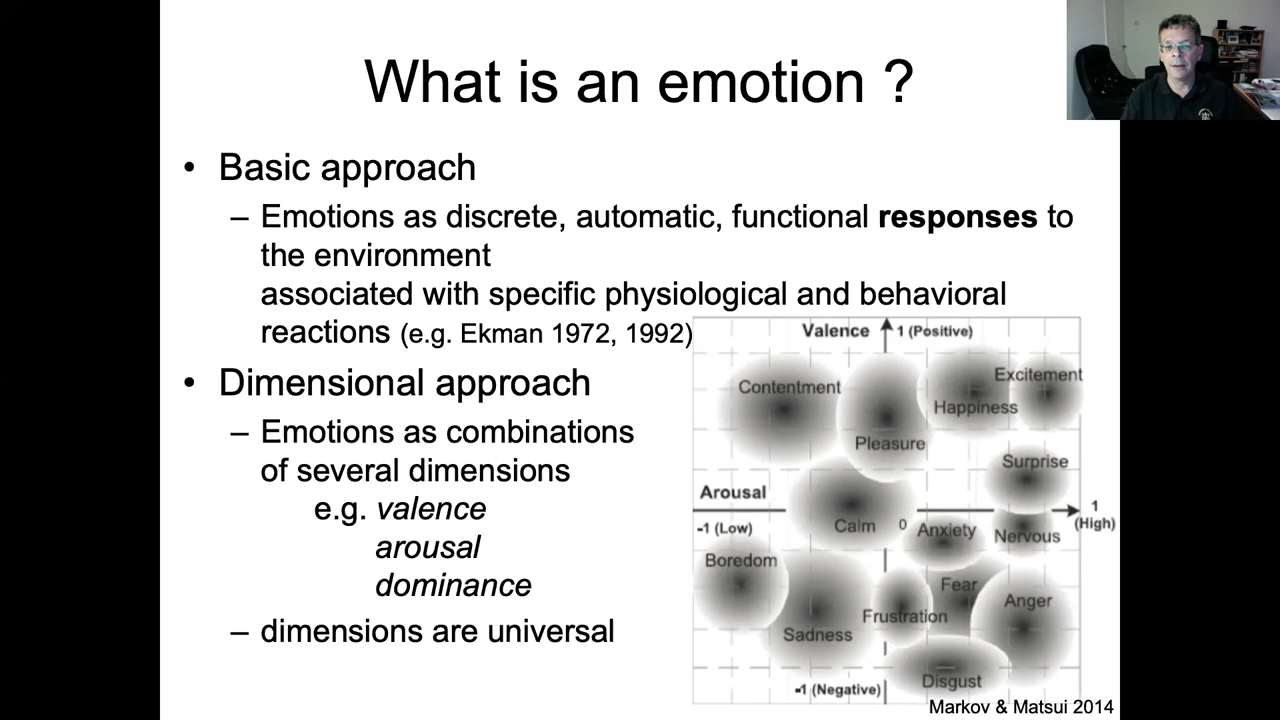 What is an emotion ?
• Basic approach
– Emotions as discrete, automatic, functional responses to
the environment
associated with specific physiological and behavioral
reactions (e.g. Ekman 1972, 1992)
• Dimensional approach
– Emotions as combinations
of several dimensions
e.g. valence
arousal
dominance
– dimensions are universal
Valence 1 (Positive)
Excitement
Contentment
Happiness
Pleasure
Surprise
Arousal
1
(High)
-1 (Low)
Calm 0 Anxiety
Nervous
Boredom
Fear
Anger
Frustration
Sadness
Disgust
-1 (Negative)
Markov & Matsui 2014